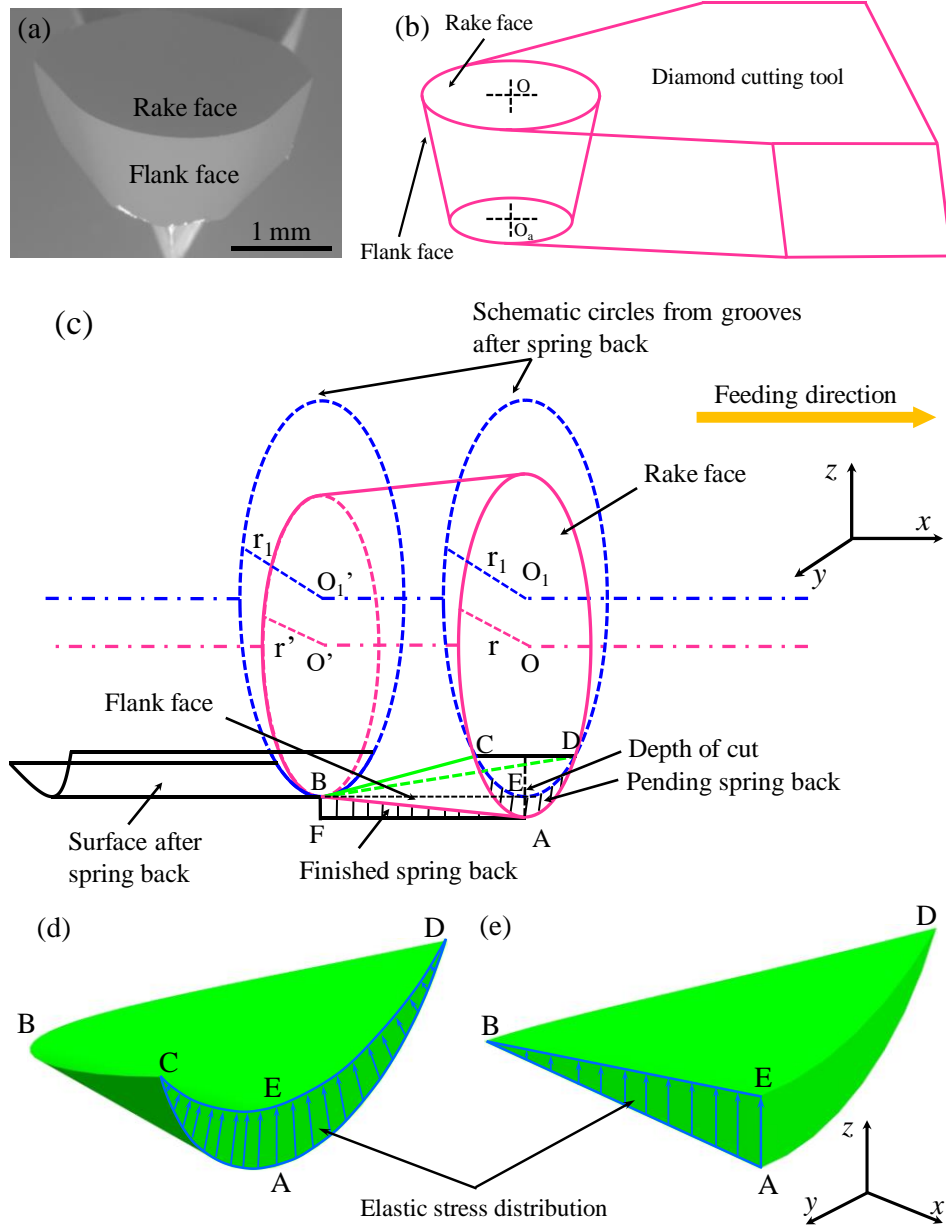 (a)
Rake face
Flank face
1 mm
(b)
Rake face
O
Diamond cutting tool
Oa
Flank face
(c)
Schematic circles from grooves
after spring back
Feeding direction
Rake face
z
x
y
r1
O1’
r1
O1
r’
O’
r
O
Flank face
C
D
Depth of cut
B
E
Pending spring back
F
A
Surface after
spring back
Finished spring back
(d)
D
B
C
E
A
(e)
D
B
E
A
z
y
x
Elastic stress distribution